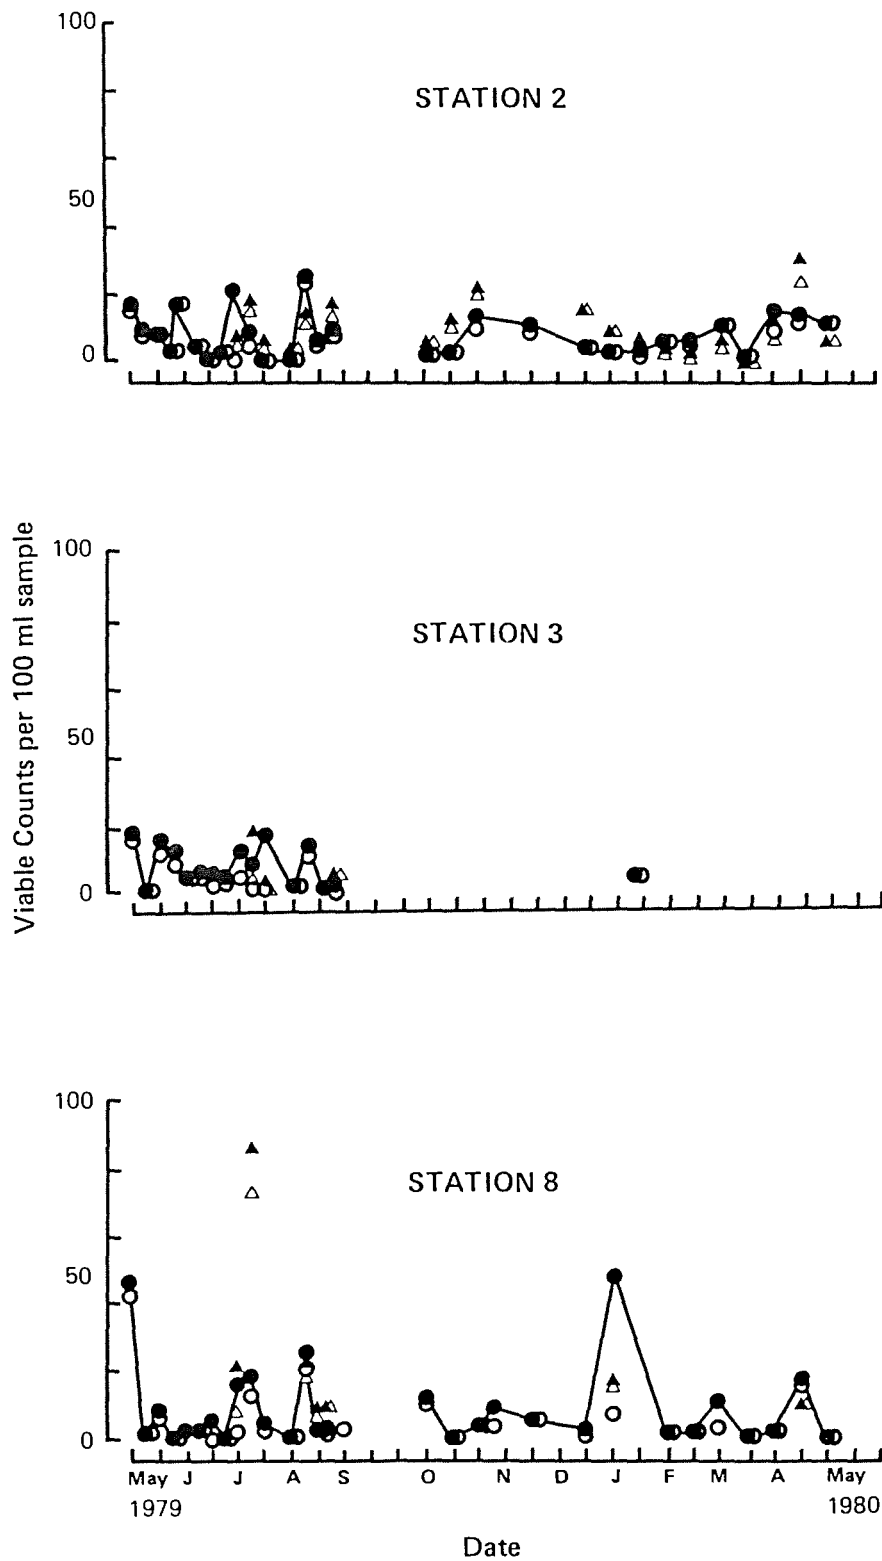 100
STATION 2
50
0
Viable Counts per 100 ml sample
100
STATION 3
50
0
100
STATION 8
50
0
May J J A S O N D J F M A May
1979 1980
Date